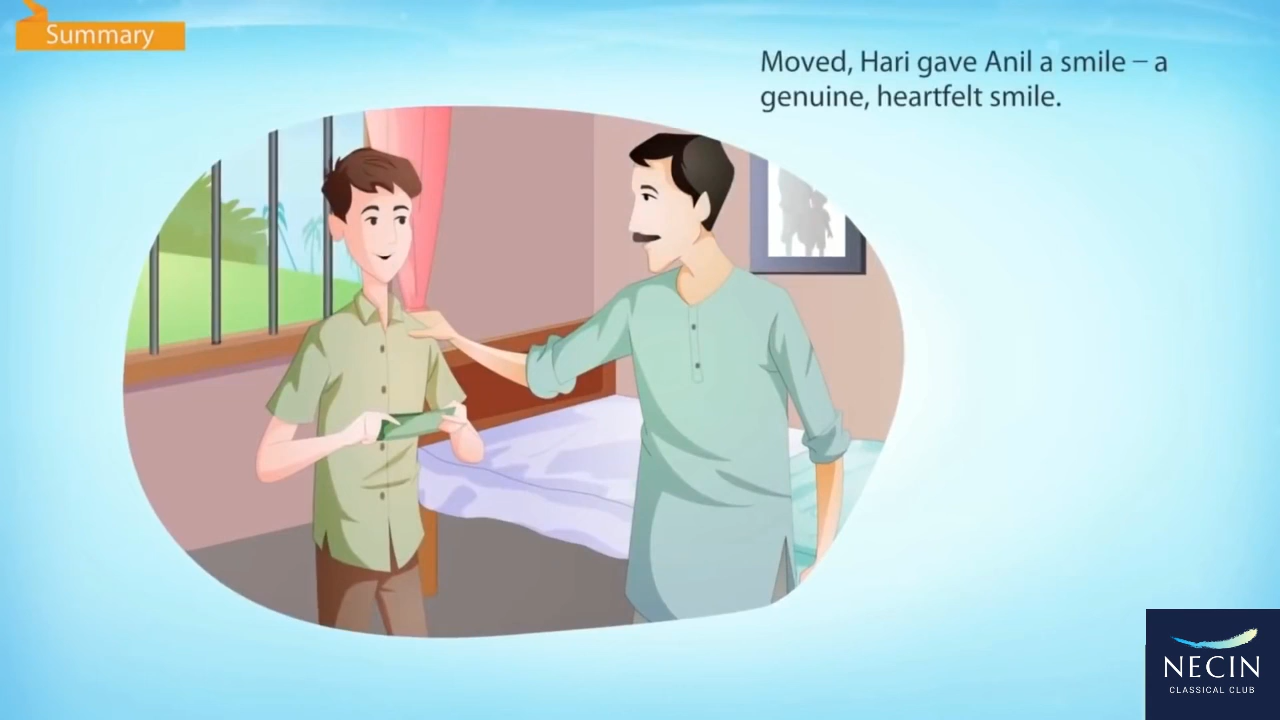 Summary
Moved, Hari gave Anil a smile – a
genuine, heartfelt smile.
NECIN
CLASSICAL CLUB